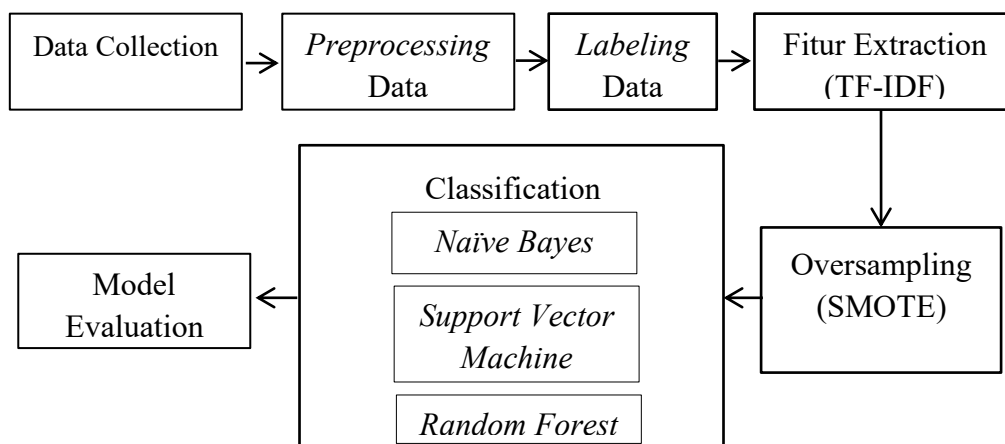 Data Collection
Preprocessing
Data
Labeling
Data
Fitur Extraction
(TF-IDF)
Oversampling
(SMOTE)
Classification
Naïve Bayes
Support Vector
Machine
Random Forest
Model
Evaluation